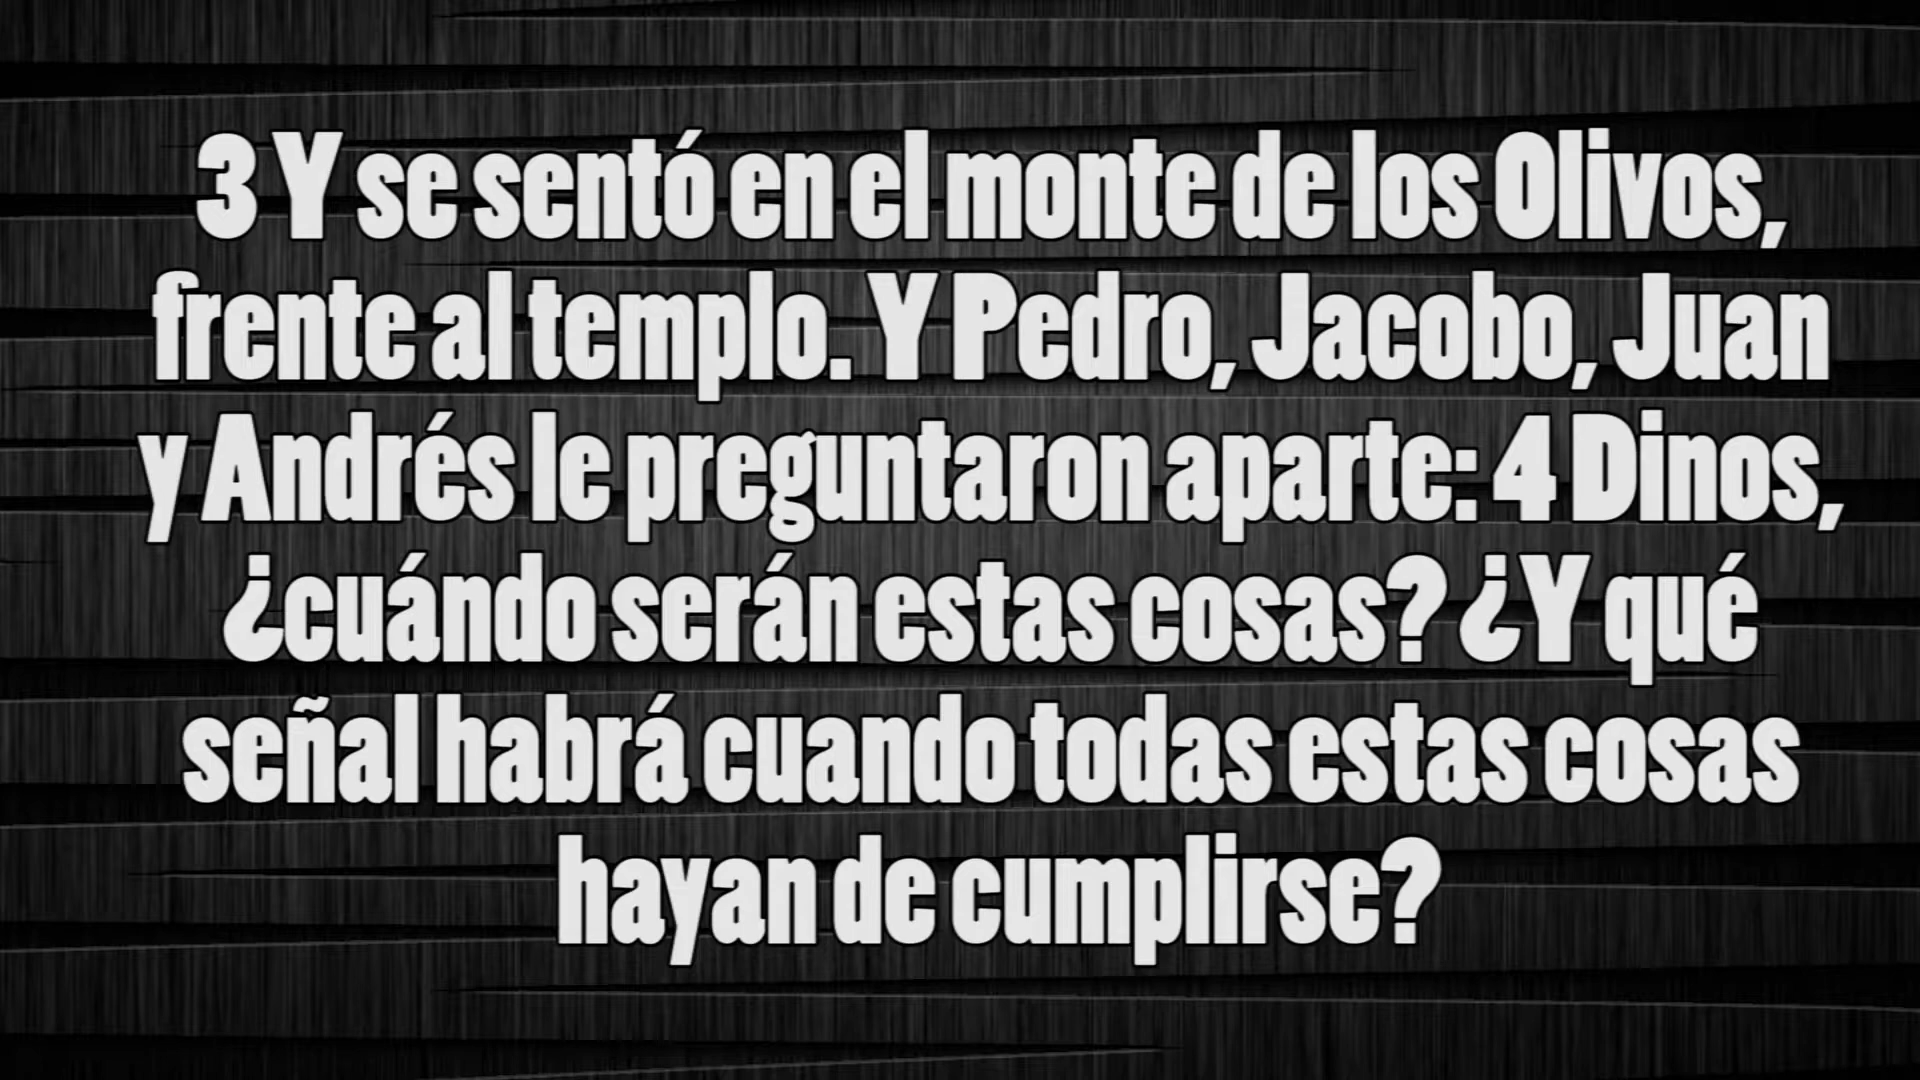 3 Y se sentó en el monte de los Olivos,
frente al templo. Y Pedro, Jacobo, Juan
y Andrés le preguntaron aparte: 4 Dinos,
¿cuándo serán estas cosas? ¿Y qué
señal habrá cuando todas estas cosas
hayan de cumplirse?